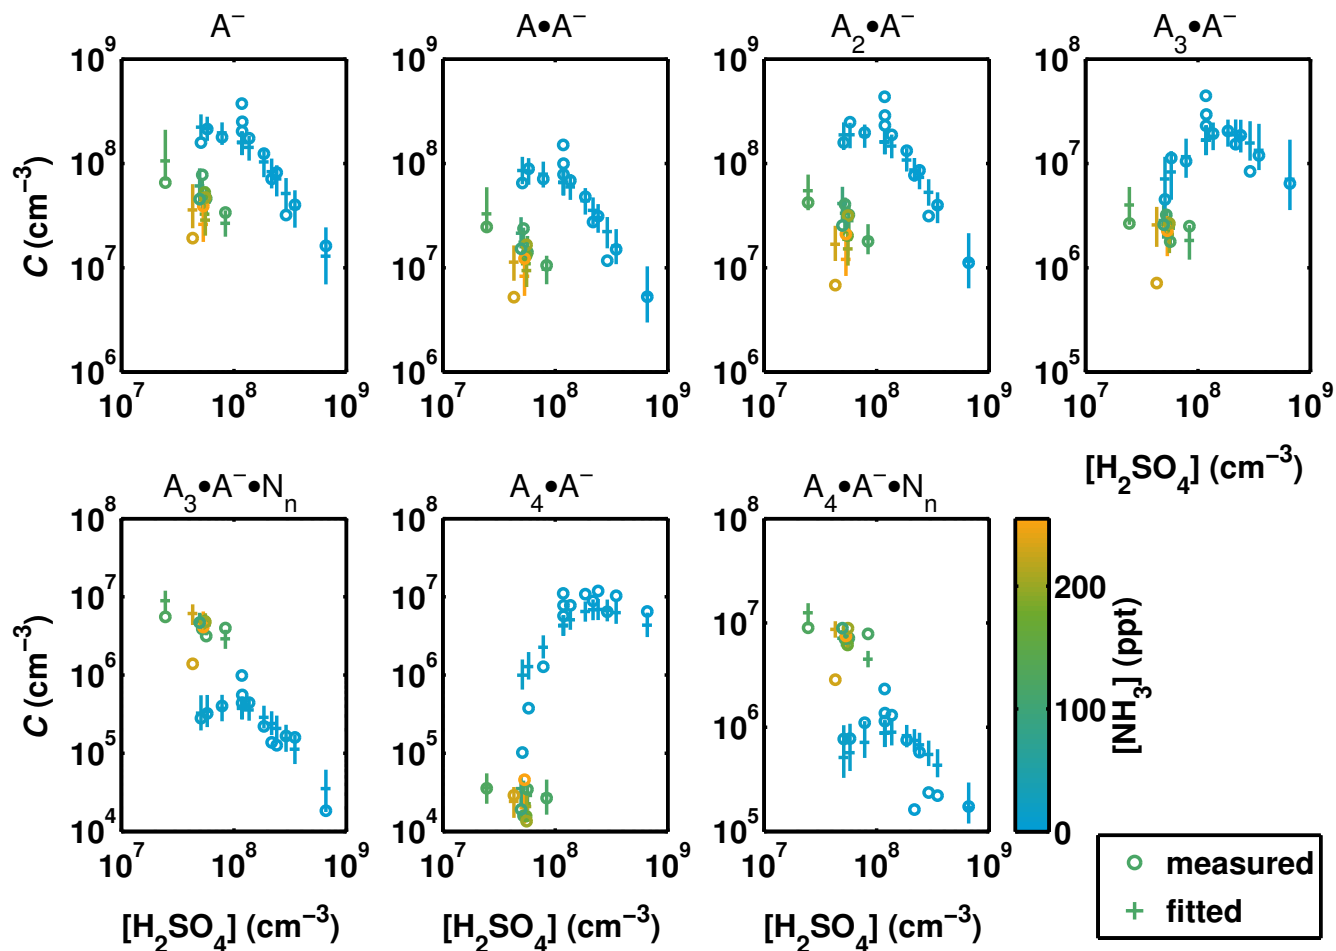 A⁻ A•A⁻ A₂•A⁻ A₃•A⁻
10⁹ 10⁹ 10⁹ 10⁸
10⁸ 10⁸ 10⁸ 10⁷
C (cm⁻³)
10⁷ 10⁷ 10⁷ 10⁶
10⁶ 10⁶ 10⁶ 10⁵
10⁷ 10⁸ 10⁹ 10⁷ 10⁸ 10⁹ 10⁷ 10⁸ 10⁹ 10⁷ 10⁸ 10⁹
[H₂SO₄] (cm⁻³)
A₃•A⁻•Nₙ A₄•A⁻ A₄•A⁻•Nₙ
10⁸ 10⁸ 10⁸
10⁷ 10⁷ 10⁷
200
C (cm⁻³)
10⁶ 10⁶
[NH₃] (ppt)
100
10⁶
10⁵ 10⁵
10⁴ 10⁴ 10⁵ 0
10⁷ 10⁸ 10⁹ 10⁷ 10⁸ 10⁹ 10⁷ 10⁸ 10⁹
[H₂SO₄] (cm⁻³) [H₂SO₄] (cm⁻³) [H₂SO₄] (cm⁻³)
measured
fitted